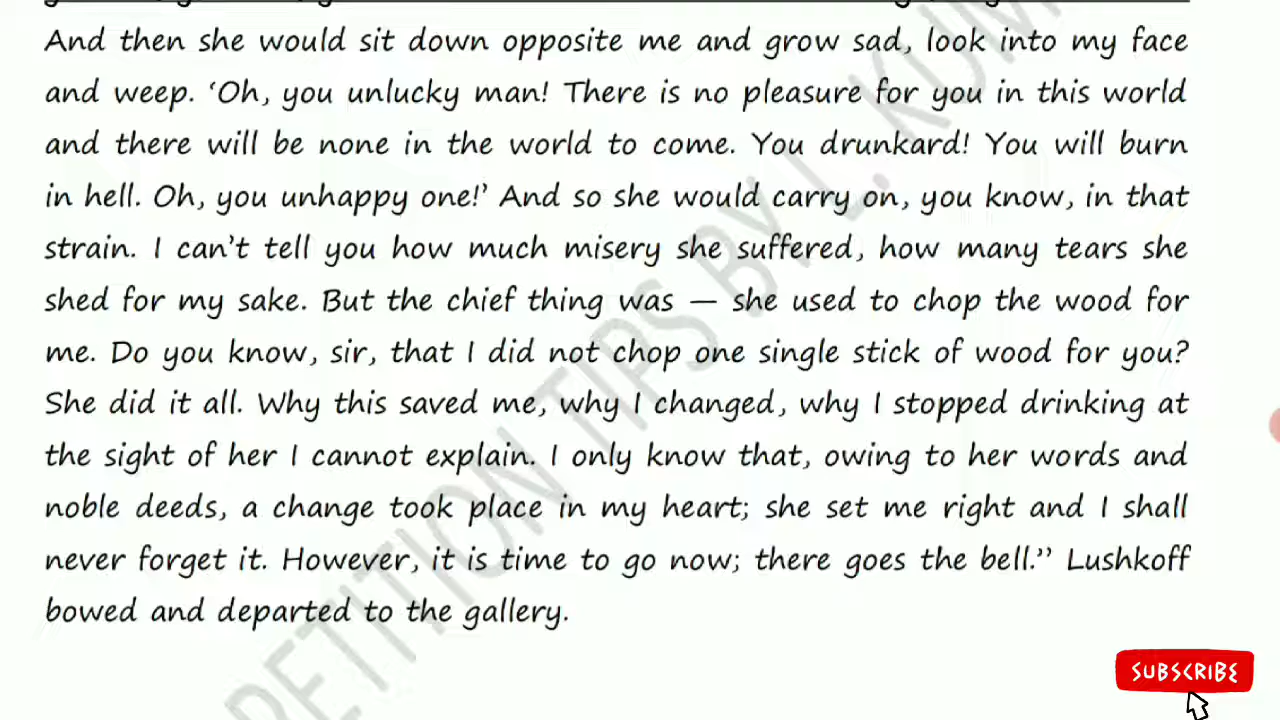 And then she would sit down opposite me and grow sad, look into my face
and weep. 'Oh, you unlucky man! There is no pleasure for you in this world
and there will be none in the world to come. You drunkard! You will burn
in hell. Oh, you unhappy one!' And so she would carry on, you know, in that
strain. I can't tell you how much misery she suffered, how many tears she
shed for my sake. But the chief thing was — she used to chop the wood for
me. Do you know, sir, that I did not chop one single stick of wood for you?
She did it all. Why this saved me, why I changed, why I stopped drinking at
the sight of her I cannot explain. I only know that, owing to her words and
noble deeds, a change took place in my heart; she set me right and I shall
never forget it. However, it is time to go now; there goes the bell.” Lushkoff
bowed and departed to the gallery.
PETITION TIPS BY L. KUM
SUBSCRIBE